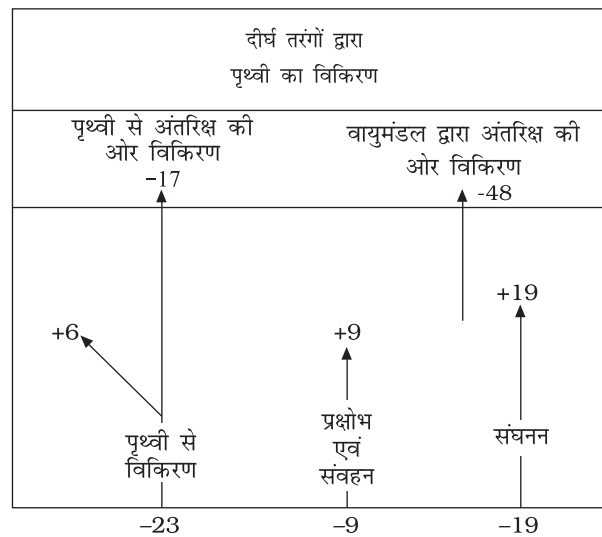 दीर्घ तरंगों द्वारा
पृथ्वी का विकिरण
पृथ्वी से अंतरिक्ष की
ओर विकिरण
–17
वायुमंडल द्वारा अंतरिक्ष की
ओर विकिरण
-48
+6
+9
+19
पृथ्वी से
विकिरण
प्रक्षोभ
एवं
संवहन
संघनन
–23
–9
–19